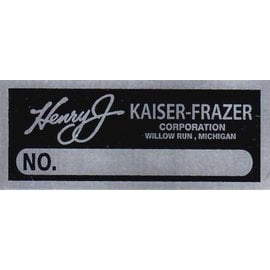 Henry J
KAISER-FRAZER
CORPORATION
WILLOW RUN , MICHIGAN
NO.